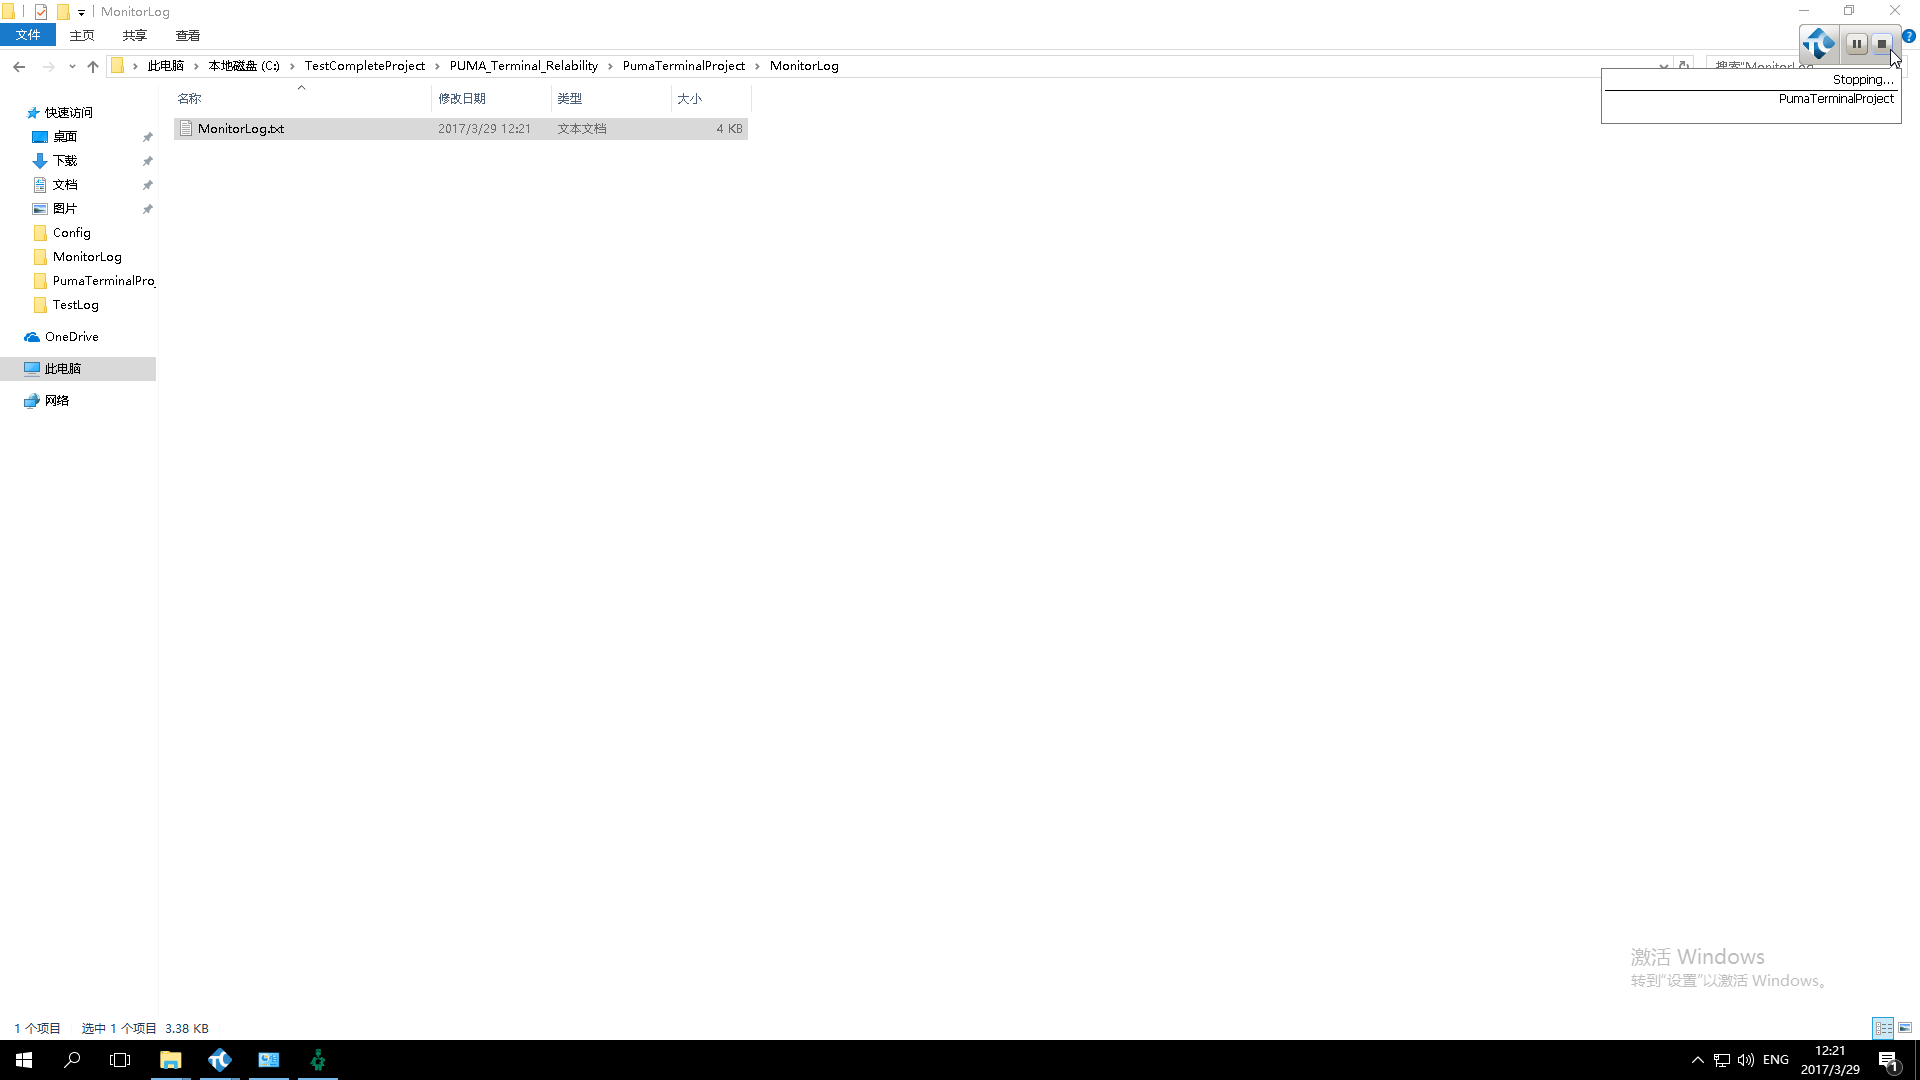 MonitorLog
文件 主页 共享 查看
此电脑 本地磁盘 (C:) TestCompleteProject PUMA_Terminal_Relability PumaTerminalProject MonitorLog
搜索"MonitorLog
Stopping...
PumaTerminalProject
名称 修改日期 类型 大小
MonitorLog.txt 2017/3/29 12:21 文本文档 4 KB
快速访问
桌面
下载
文档
图片
Config
MonitorLog
PumaTerminalProj
TestLog
OneDrive
此电脑
网络
激活 Windows
转到"设置"以激活 Windows。
1 个项目 选中 1 个项目 3.38 KB
ENG
12:21
2017/3/29
1